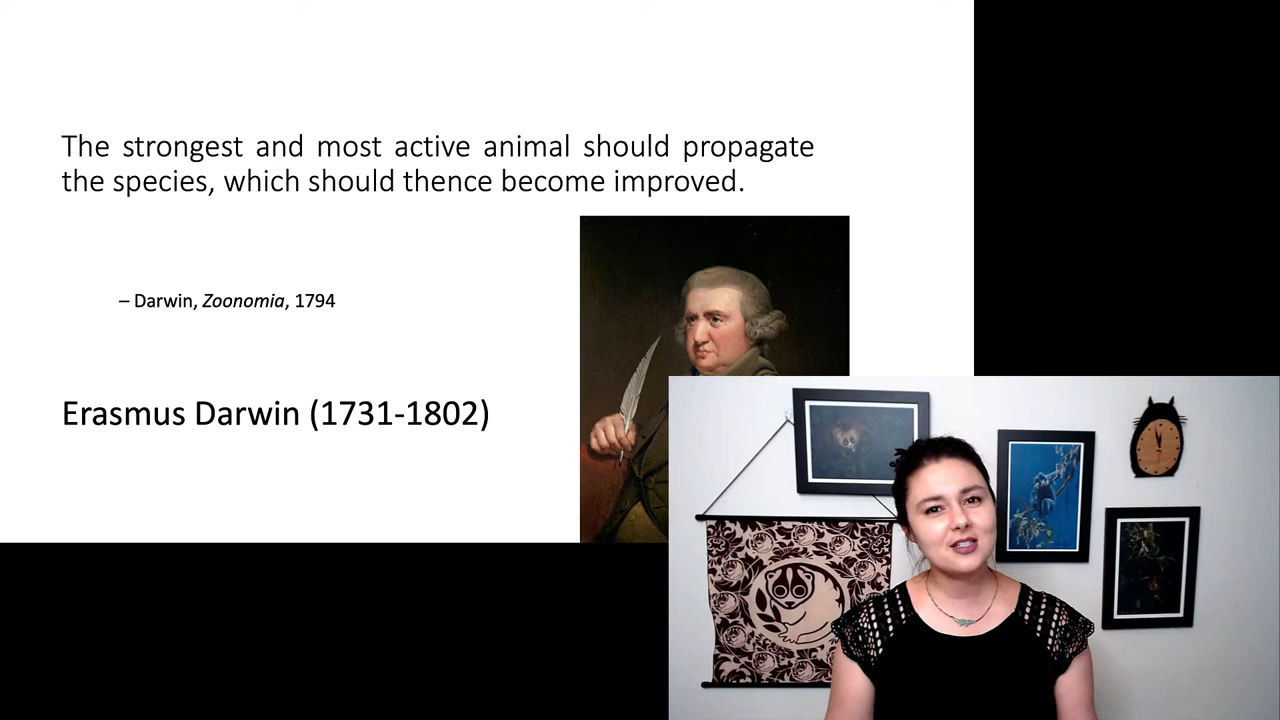 The strongest and most active animal should propagate
the species, which should thence become improved.
– Darwin, Zoonomia, 1794
Erasmus Darwin (1731-1802)